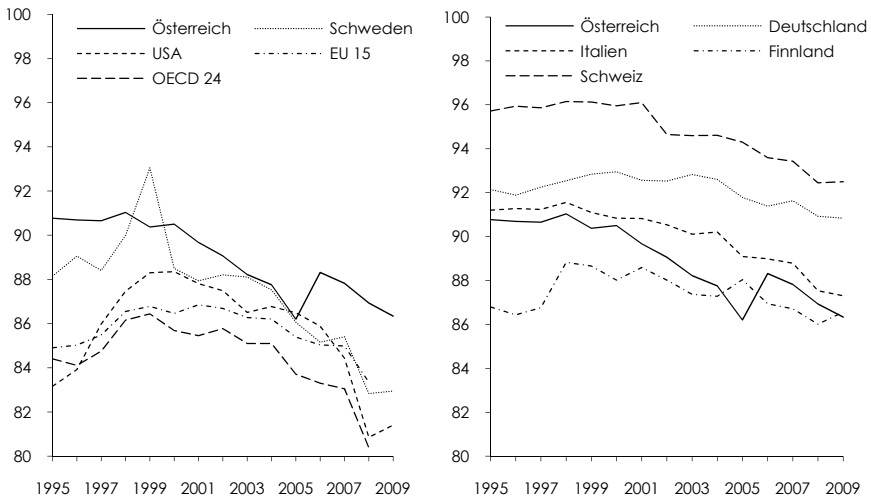 Österreich Schweden
USA EU 15
OECD 24
100
98
96
94
92
90
88
86
84
82
80
1995 1997 1999 2001 2003 2005 2007 2009
Österreich Deutschland
Italien Finnland
Schweiz
100
98
96
94
92
90
88
86
84
82
80
1995 1997 1999 2001 2003 2005 2007 2009